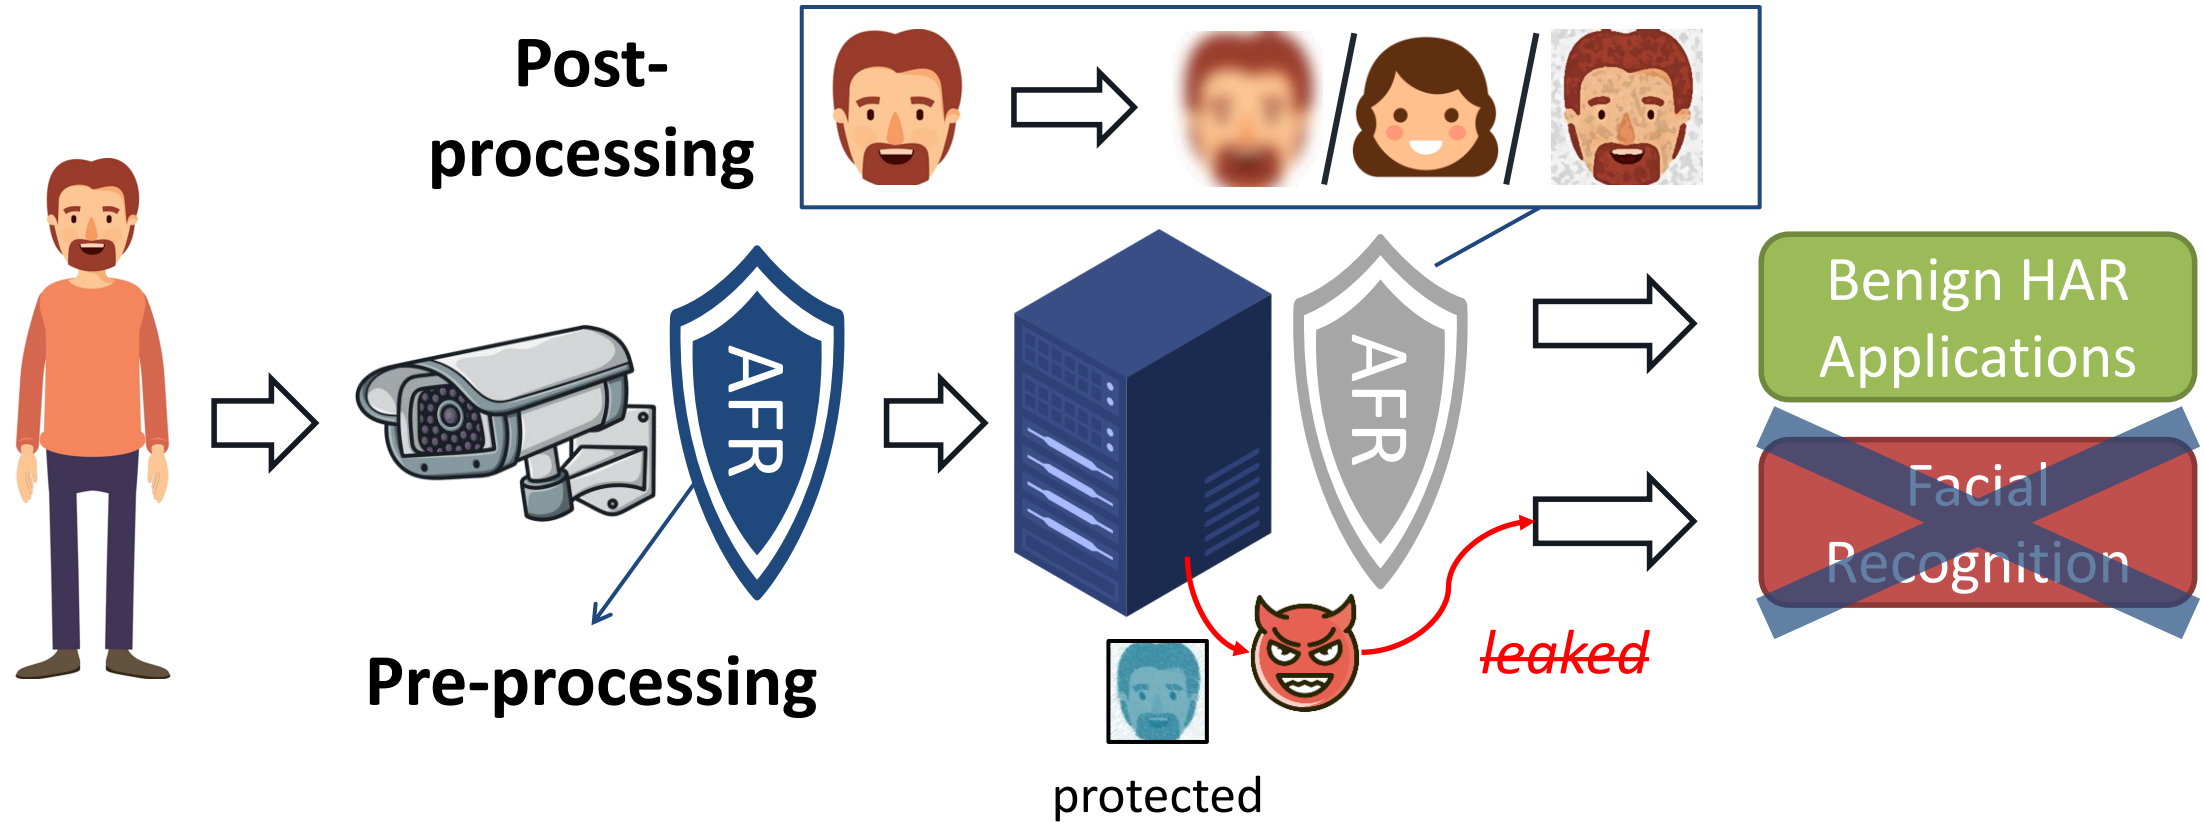 Post-
processing
AFR
AFR
Benign HAR
Applications
Facial
Recognition
leaked
Pre-processing
protected